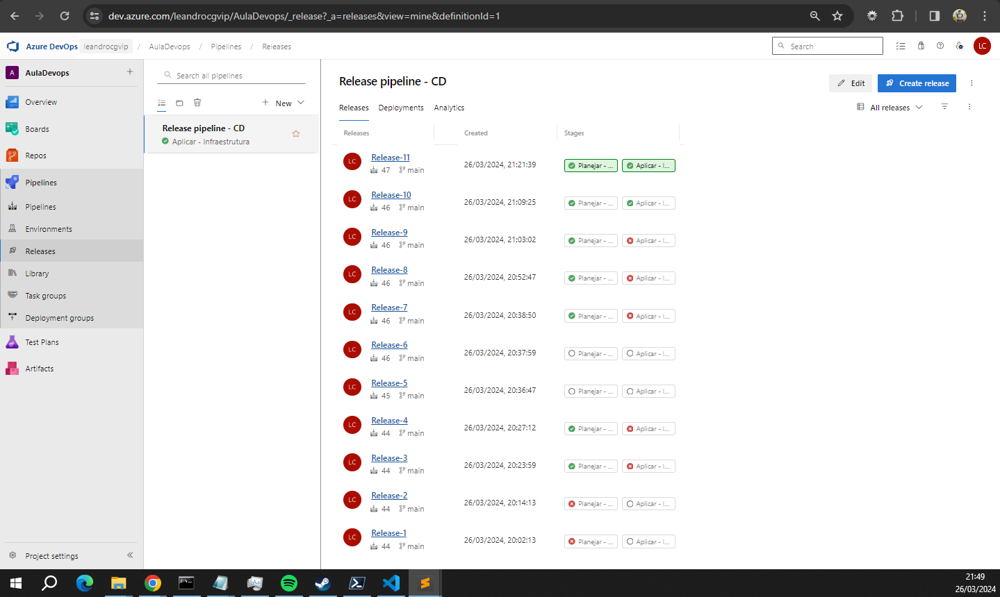 dev.azure.com/leandrocgvip/AulaDevops/_release?_a=releases&view=mine&definitionId=1
Azure DevOps leandrocgvip / AulaDevops / Pipelines / Releases
Search
LC
A AulaDevops +
Overview
Boards
Repos
Pipelines
Pipelines
Environments
Releases
Library
Task groups
Deployment groups
Test Plans
Artifacts
Project settings
Search all pipelines
New
Release pipeline - CD
Aplicar - Infraestrutura
Release pipeline - CD
Edit
Create release
Releases Deployments Analytics
All releases
Releases Created Stages
LC Release-11 26/03/2024, 21:21:39 Planejar - ... Aplicar - I...
47 main
LC Release-10 26/03/2024, 21:09:25 Planejar - ... Aplicar - I...
46 main
LC Release-9 26/03/2024, 21:03:02 Planejar - ... Aplicar - I...
46 main
LC Release-8 26/03/2024, 20:52:47 Planejar - ... Aplicar - I...
46 main
LC Release-7 26/03/2024, 20:38:50 Planejar - ... Aplicar - I...
46 main
LC Release-6 26/03/2024, 20:37:59 Planejar - ... Aplicar - I...
46 main
LC Release-5 26/03/2024, 20:36:47 Planejar - ... Aplicar - I...
45 main
LC Release-4 26/03/2024, 20:27:12 Planejar - ... Aplicar - I...
44 main
LC Release-3 26/03/2024, 20:23:59 Planejar - ... Aplicar - I...
44 main
LC Release-2 26/03/2024, 20:14:13 Planejar - ... Aplicar - I...
44 main
LC Release-1 26/03/2024, 20:02:13 Planejar - ... Aplicar - I...
44 main
21:49
26/03/2024